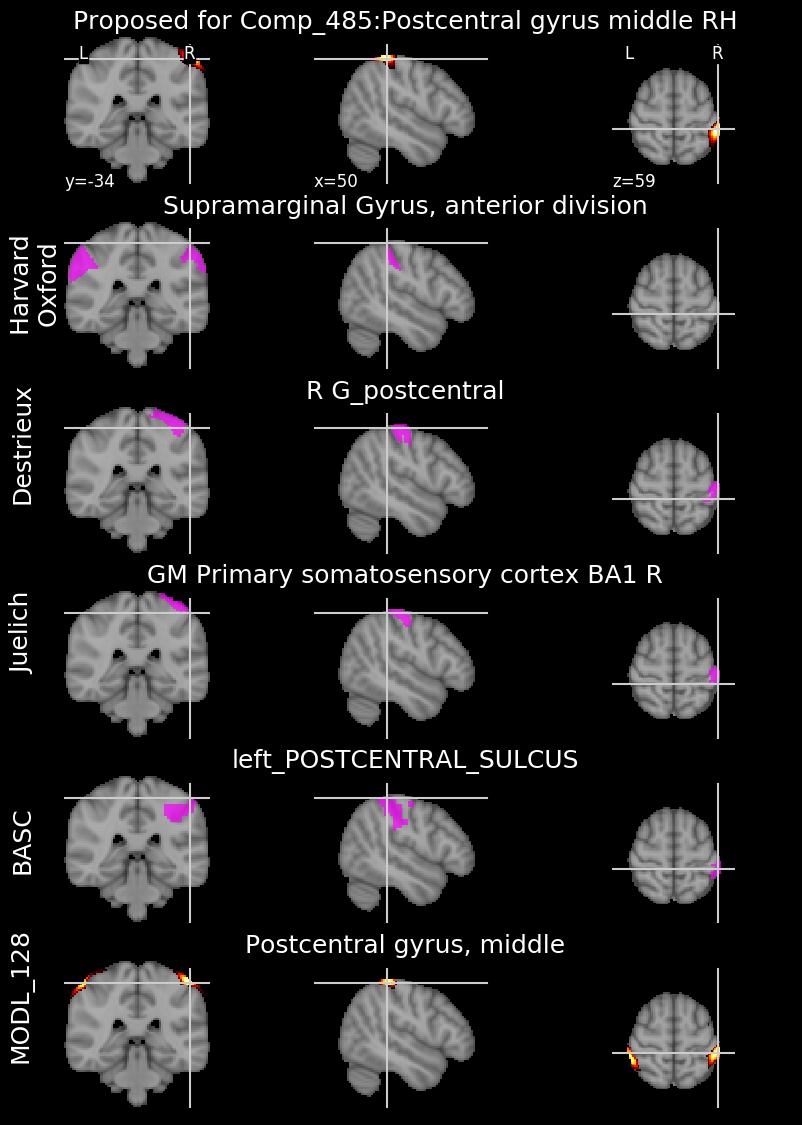 Proposed for Comp_485:Postcentral gyrus middle RH
L R
L R
y=-34
x=50
z=59
Supramarginal Gyrus, anterior division
Harvard
Oxford
R G_postcentral
Destrieux
GM Primary somatosensory cortex BA1 R
Juelich
left_POSTCENTRAL_SULCUS
BASC
Postcentral gyrus, middle
MODL_128